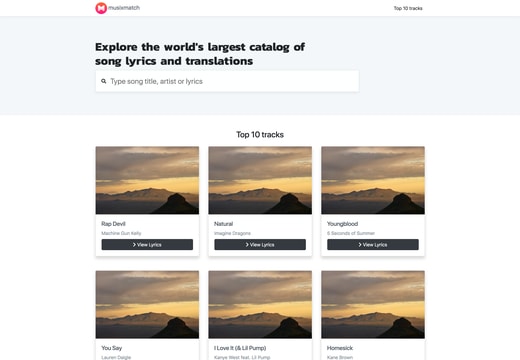 musixmatch
Top 10 tracks
Explore the world's largest catalog of
song lyrics and translations
Type song title, artist or lyrics
Top 10 tracks
Rap Devil
Machine Gun Kelly
View Lyrics
Natural
Imagine Dragons
View Lyrics
Youngblood
5 Seconds of Summer
View Lyrics
You Say
Lauren Daigle
I Love It (& Lil Pump)
Kanye West feat. Lil Pump
Homesick
Kane Brown